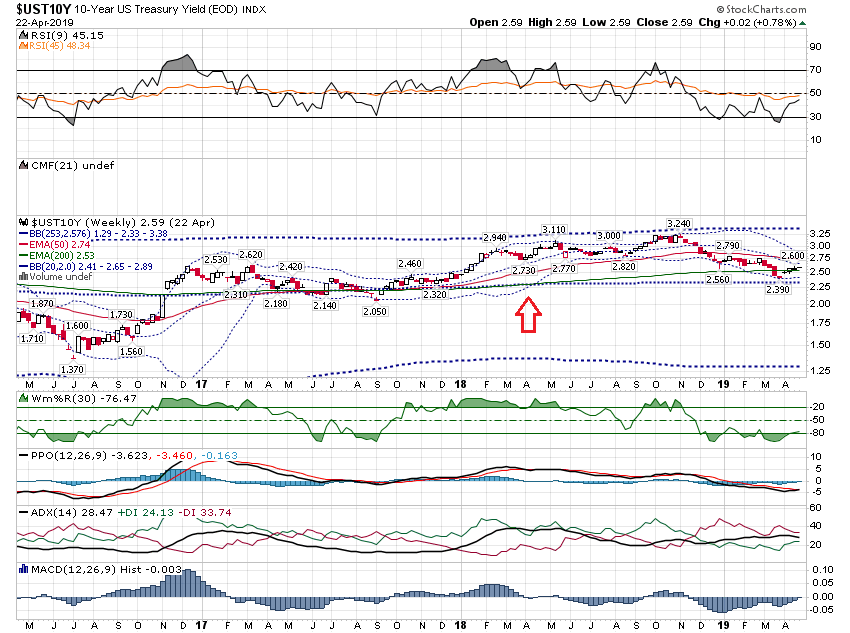 $UST10Y 10-Year US Treasury Yield (EOD) INDX
© StockCharts.com
22-Apr-2019
Open 2.59 High 2.59 Low 2.59 Close 2.59 Chg +0.02 (+0.78%)
RSI(9) 45.15
RSI(45) 48.34
90
70
50
30
10
CMF(21) undef
$UST10Y (Weekly) 2.59 (22 Apr)
BB(253,2.576) 1.29 - 2.33 - 3.38
EMA(50) 2.74
EMA(200) 2.53
BB(20,2.0) 2.41 - 2.65 - 2.89
Volume undef
3.240
3.110
3.000
2.940
2.790
2.620
2.530
2.600
2.460
2.420
2.730
2.770
2.820
2.560
2.390
2.310
2.320
2.180
2.140
2.050
1.870
1.730
1.600
1.710
1.560
1.370
3.25
3.00
2.75
2.50
2.25
2.00
1.75
1.50
1.25
M J J A S O N D 17 F M A M J J A S O N D 18 F M A M J J A S O N D 19 F M A
Wm%R(30) -76.47
-20
-50
-80
PPO(12,26,9) -3.623, -3.460, -0.163
10
5
0
-5
ADX(14) 28.47 +DI 24.13 -DI 33.74
60
40
20
MACD(12,26,9) Hist -0.003
0.10
0.05
0.00
-0.05
M J J A S O N D 17 F M A M J J A S O N D 18 F M A M J J A S O N D 19 F M A